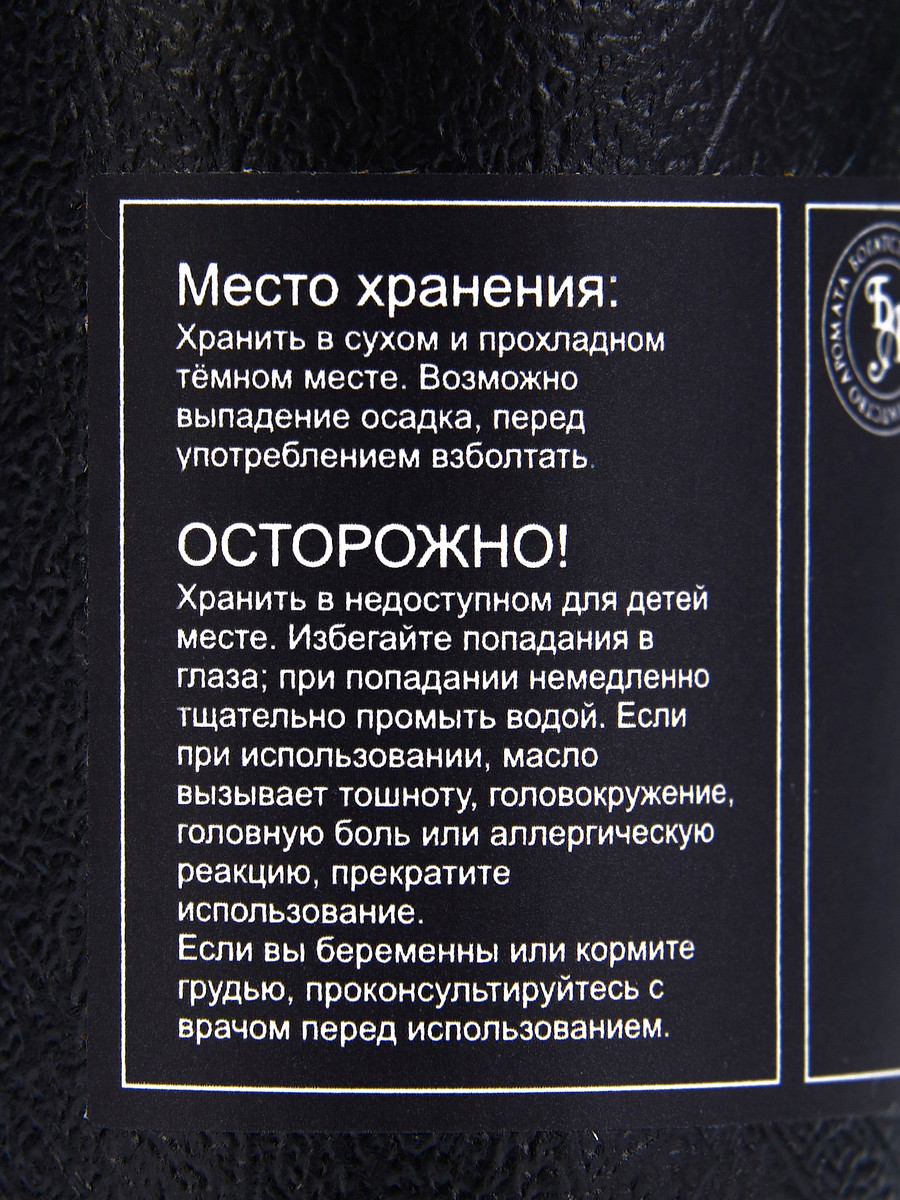 Место хранения:
Хранить в сухом и прохладном
тёмном месте. Возможно
выпадение осадка, перед
употреблением взболтать.
ОСТОРОЖНО!
Хранить в недоступном для детей
месте. Избегайте попадания в
глаза; при попадании немедленно
тщательно промыть водой. Если
при использовании, масло
вызывает тошноту, головокружение,
головную боль или аллергическую
реакцию, прекратите
использование.
Если вы беременны или кормите
грудью, проконсультируйтесь с
врачом перед использованием.
АРОМАТА